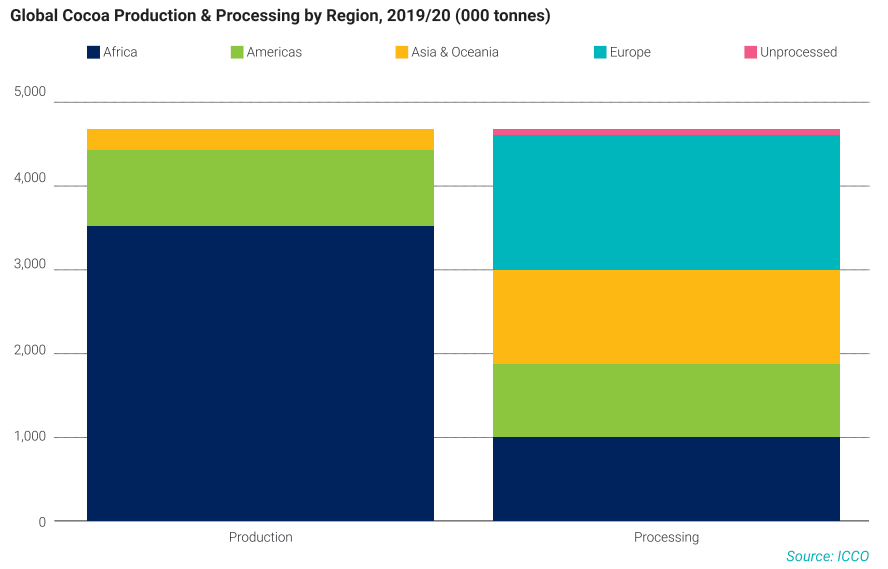 Global Cocoa Production & Processing by Region, 2019/20 (000 tonnes)
Africa
Americas
Asia & Oceania
Europe
Unprocessed
5,000
4,000
3,000
2,000
1,000
0
Production
Processing
Source: ICCO